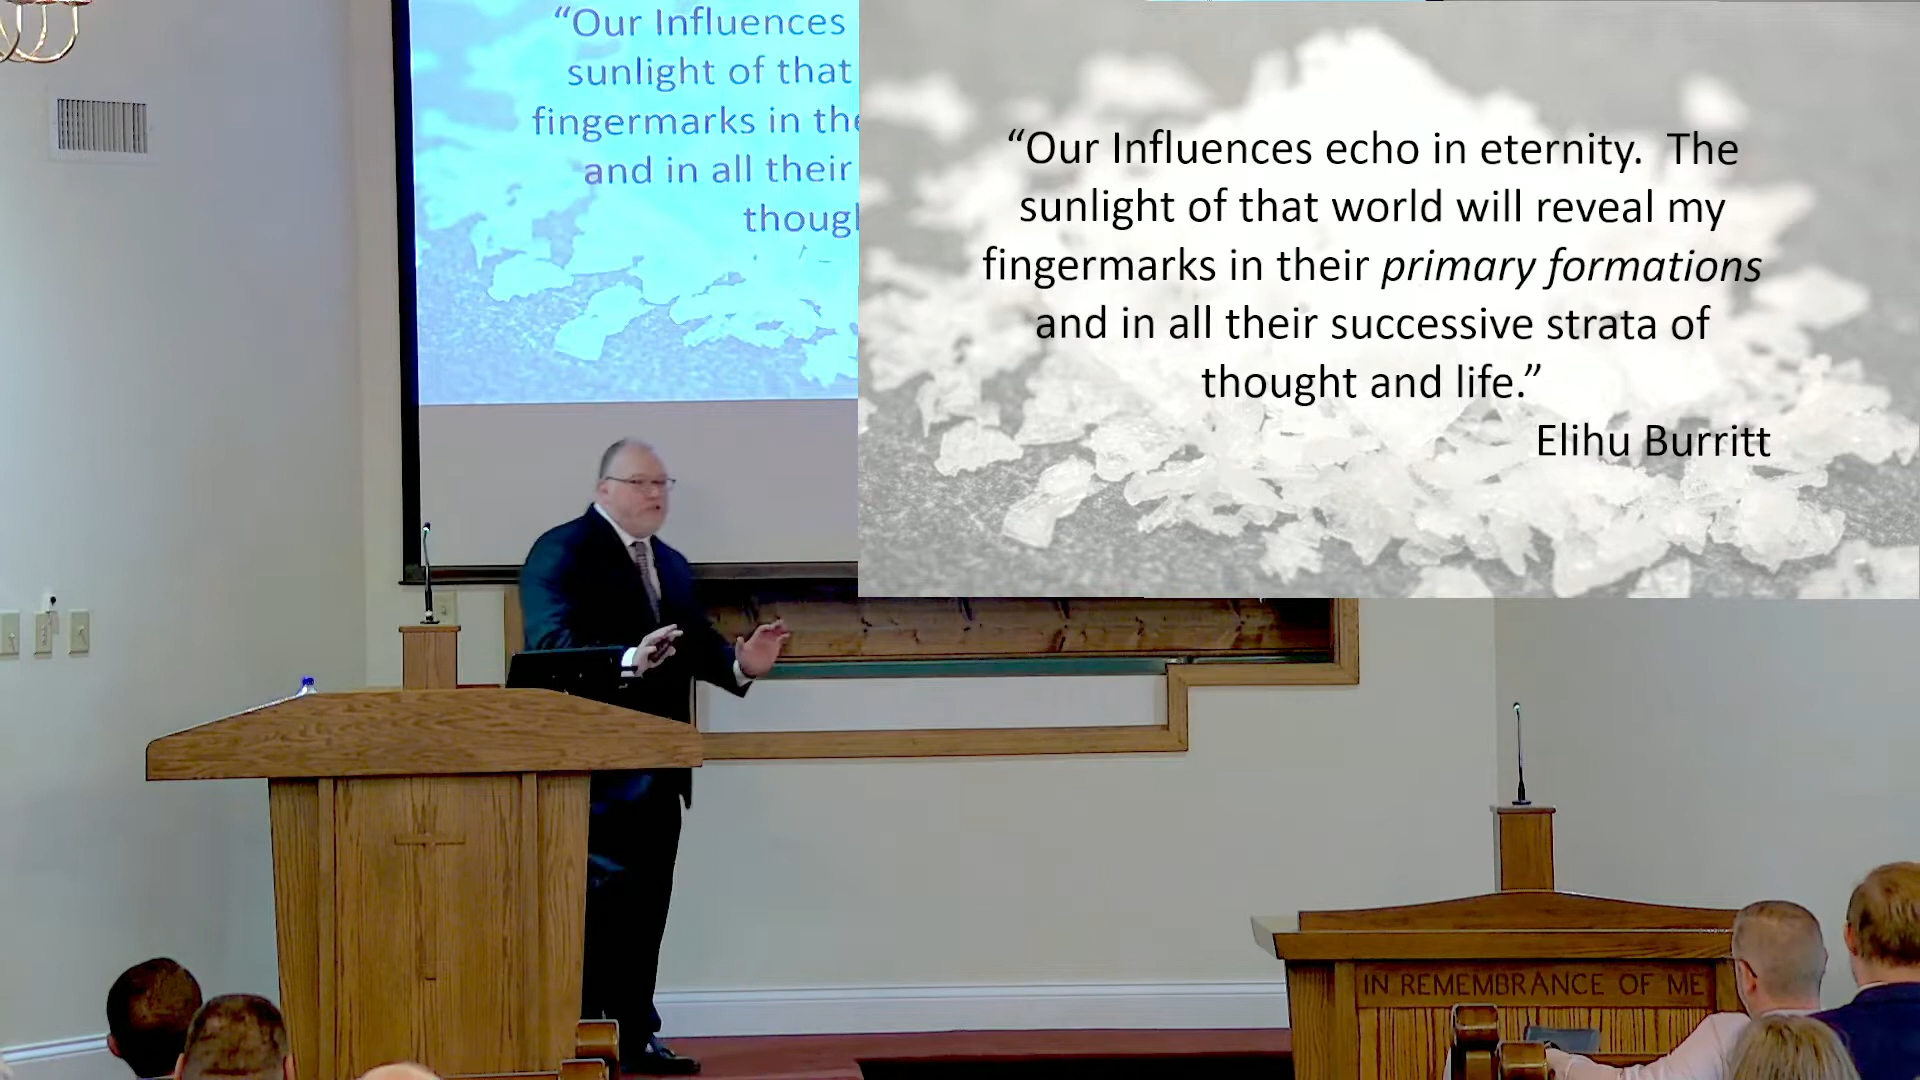 “Our Influences
sunlight of that
fingermarks in the
and in all their
though
“Our Influences echo in eternity.  The
sunlight of that world will reveal my
fingermarks in their primary formations
and in all their successive strata of
thought and life.”
Elihu Burritt
IN REMEMBRANCE OF ME